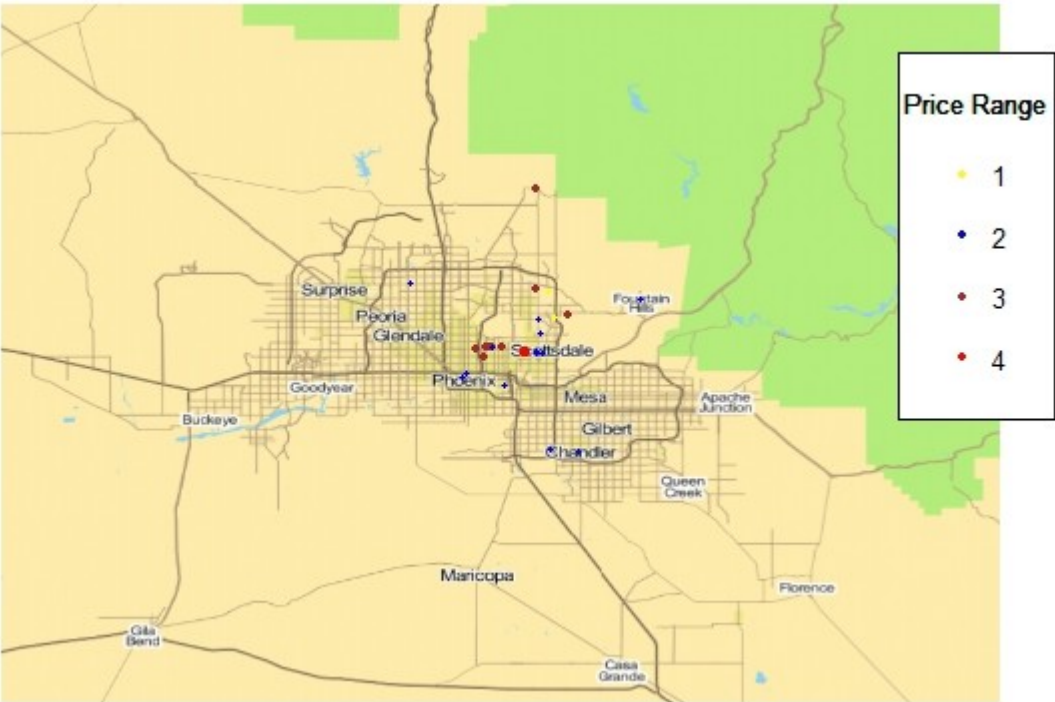 Price Range
1
2
3
4
Surprise
Peoria
Glendale
Fountain
Hills
Scottsdale
Goodyear
Phoenix
Mesa
Apache
Junction
Buckeye
Gilbert
Chandler
Queen
Creek
Maricopa
Florence
Gila
Bend
Casa
Grande